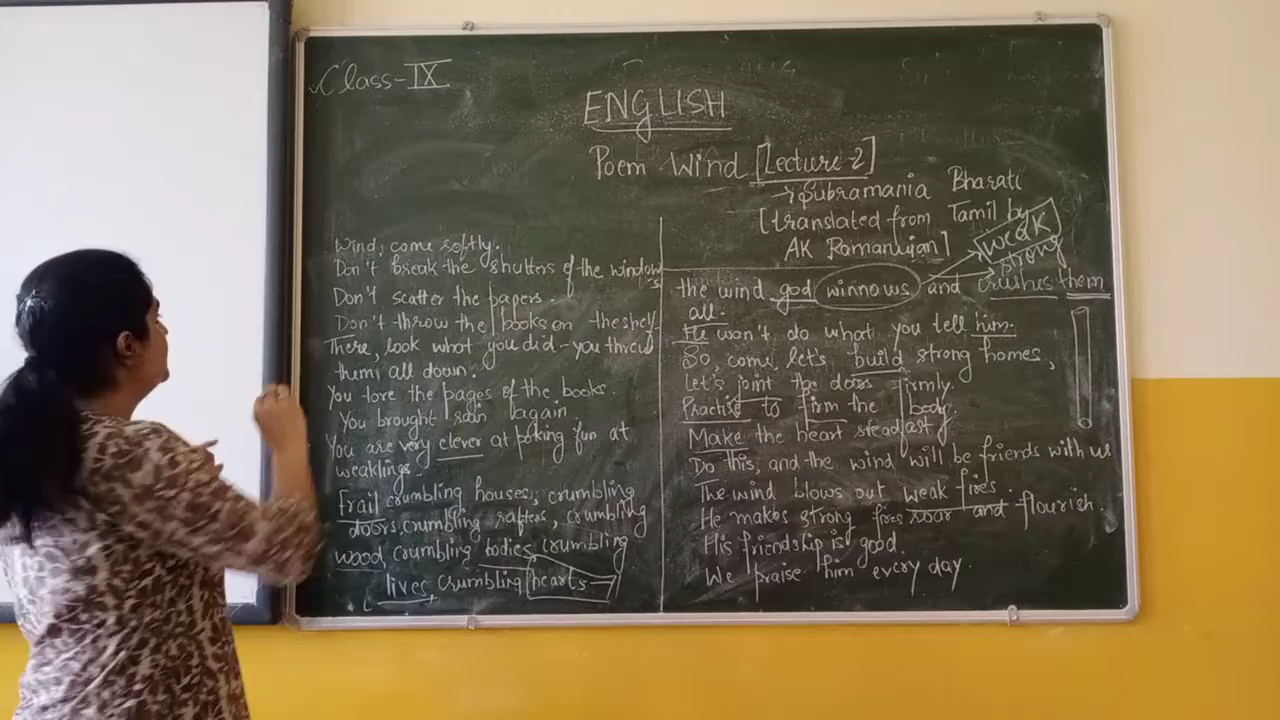 Class-IX
ENGLISH
Poem Wind [Lecture-2]
→ Subramania Bharati
[translated from Tamil by
AK Ramanujan]
Wind, come softly.
Don't break the shutters of the windows
Don't scatter the papers.
Don't throw the books on the shelf
There, look what you did - you threw
them all down.
You tore the pages of the books.
You brought rain again.
You are very clever at poking fun at
weaklings.
Frail crumbling houses, crumbling
doors, crumbling rafters, crumbling
wood, crumbling bodies, crumbling
lives, crumbling hearts -
weak
strong
the wind god winnows and crushes them
all.
He won't do what you tell him.
So, come, let's build strong homes,
Let's joint the doors firmly.
Practise to firm the body.
Make the heart steadfast
Do this, and the wind will be friends with us
The wind blows out weak fires.
He makes strong fires roar and flourish.
His friendship is good.
We praise him every day.